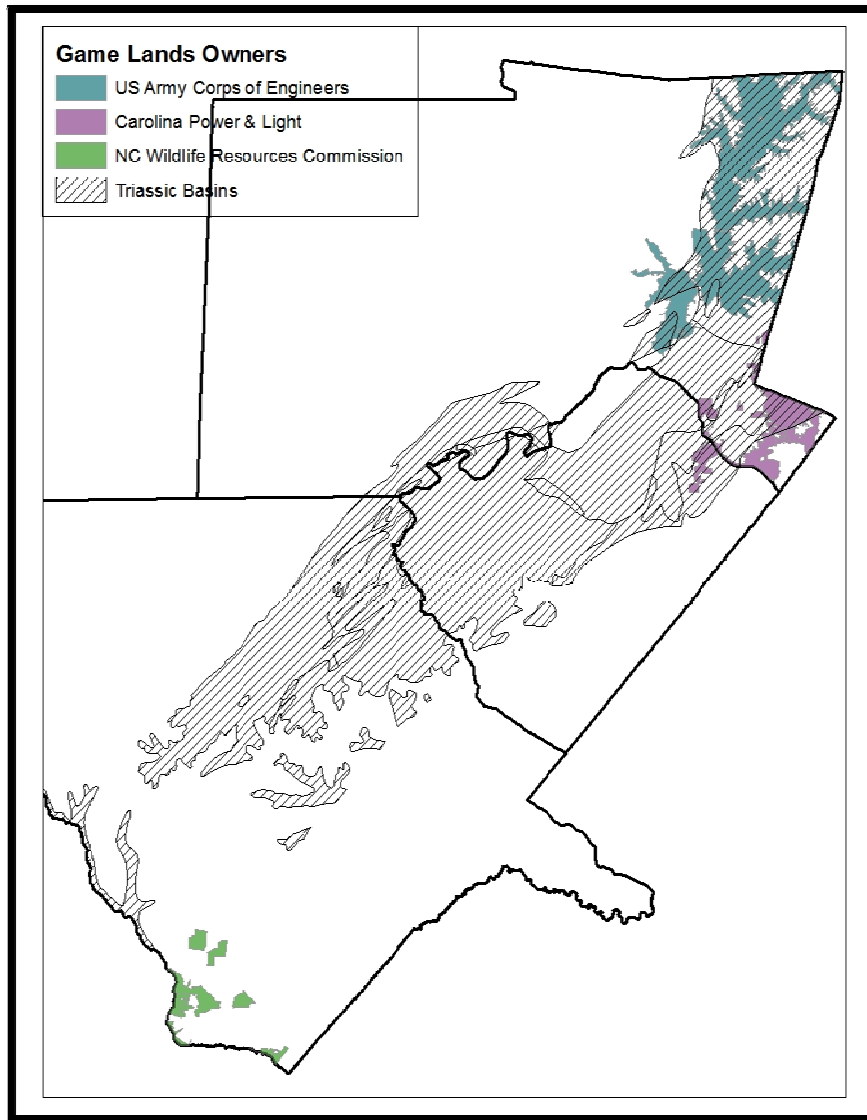 Game Lands Owners
US Army Corps of Engineers
Carolina Power & Light
NC Wildlife Resources Commission
Triassic Basins